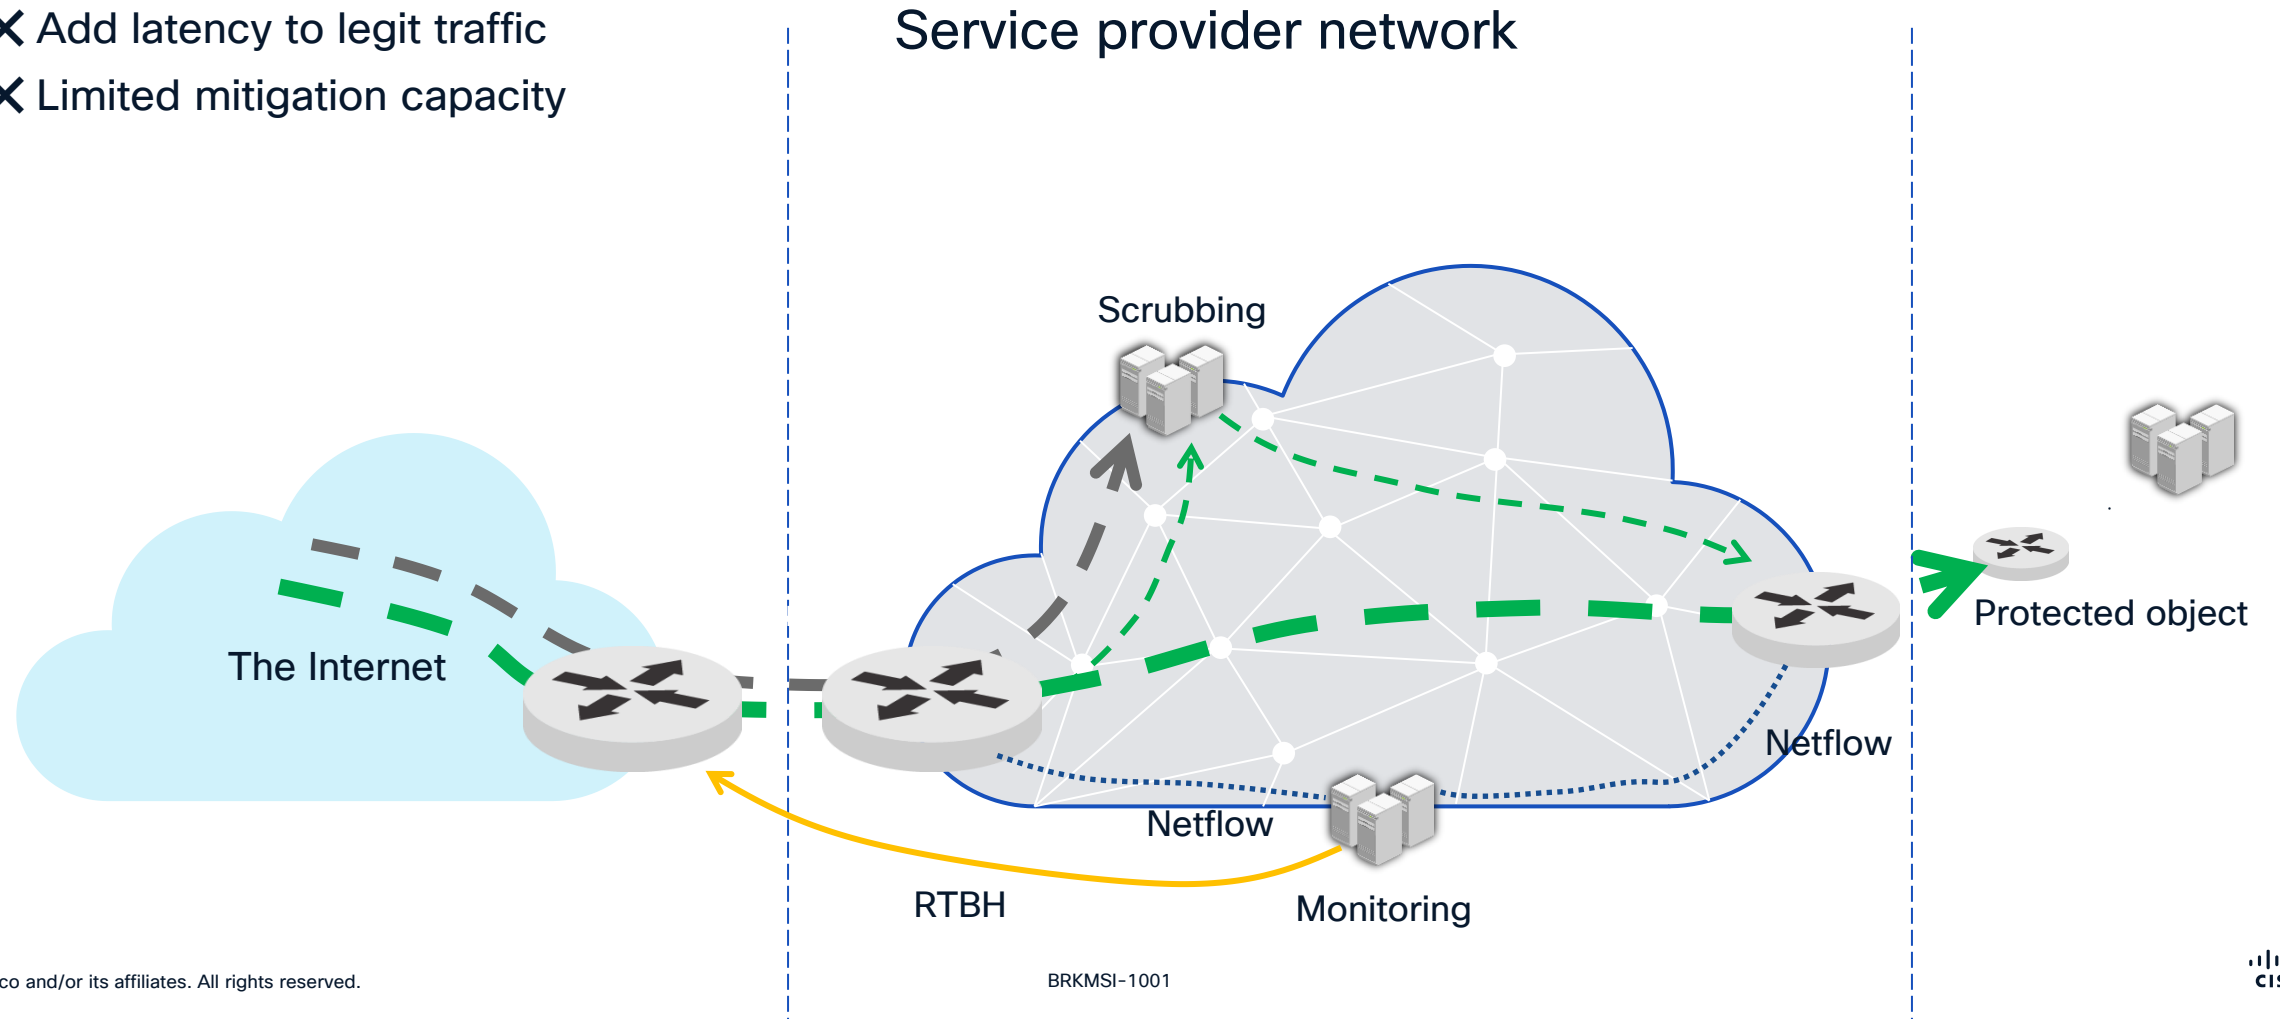 Add latency to legit traffic
Limited mitigation capacity
Service provider network
Scrubbing
The Internet
Protected object
Netflow
Netflow
RTBH
Monitoring
co and/or its affiliates. All rights reserved.
BRKMSI-1001